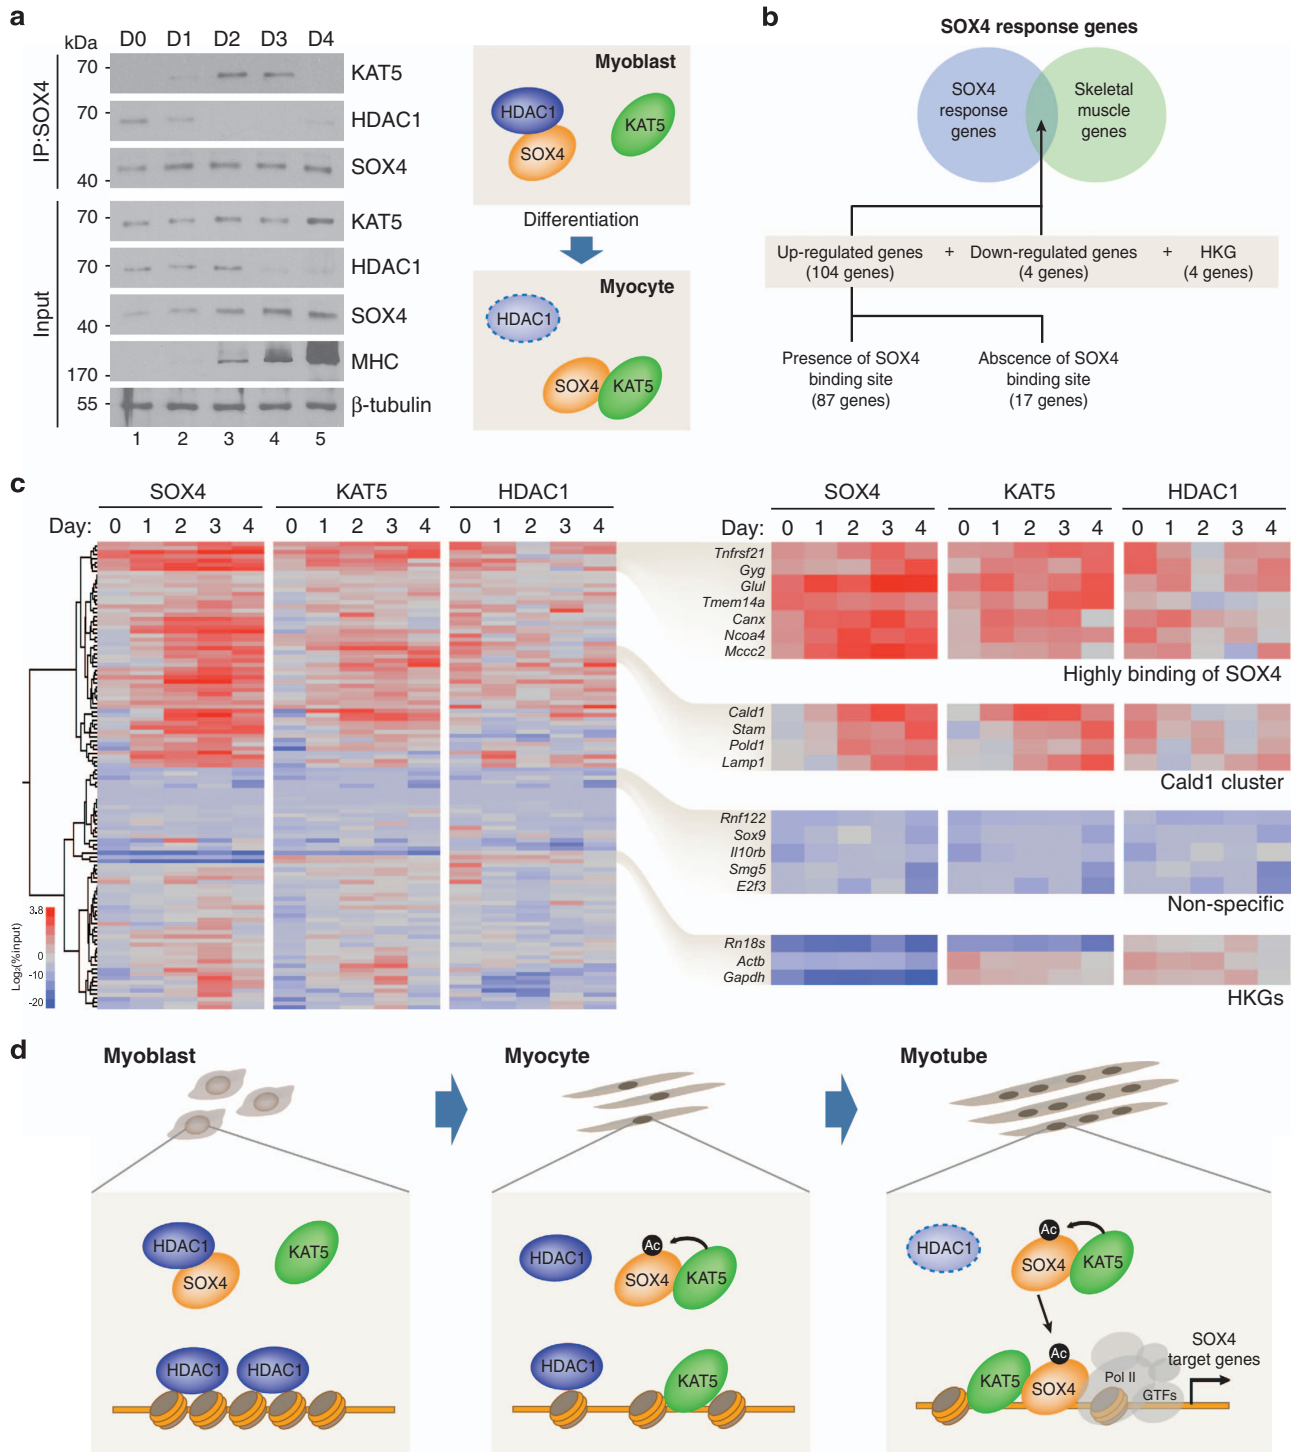 a
kDa D0 D1 D2 D3 D4
IP:SOX4
70 KAT5
70 HDAC1
SOX4
40
Input
70 KAT5
70 HDAC1
SOX4
40
MHC
170
55 β-tubulin
1 2 3 4 5
Myoblast
HDAC1
KAT5
SOX4
Differentiation
Myocyte
HDAC1
SOX4 KAT5
b
SOX4 response genes
SOX4
response
genes
Skeletal
muscle
genes
Up-regulated genes + Down-regulated genes + HKG
(104 genes) (4 genes) (4 genes)
Presence of SOX4
binding site
(87 genes)
Abscence of SOX4
binding site
(17 genes)
c
SOX4 KAT5 HDAC1
Day: 0 1 2 3 4 0 1 2 3 4 0 1 2 3 4
3.8
0
-10
-20
Log2(%input)
SOX4 KAT5 HDAC1
Day: 0 1 2 3 4 0 1 2 3 4 0 1 2 3 4
Tnfrsf21
Gyg
Glul
Tmem14a
Canx
Ncoa4
Mccc2
Highly binding of SOX4
Cald1
Stam
Pold1
Lamp1
Cald1 cluster
Rnf122
Sox9
Il10rb
Smg5
E2f3
Non-specific
Rn18s
Actb
Gapdh
HKGs
d
Myoblast
HDAC1
KAT5
SOX4
HDAC1 HDAC1
Myocyte
HDAC1
Ac
SOX4 KAT5
HDAC1
KAT5
Myotube
HDAC1
Ac
SOX4 KAT5
Ac
KAT5 SOX4
Pol II
GTFs
SOX4
target genes